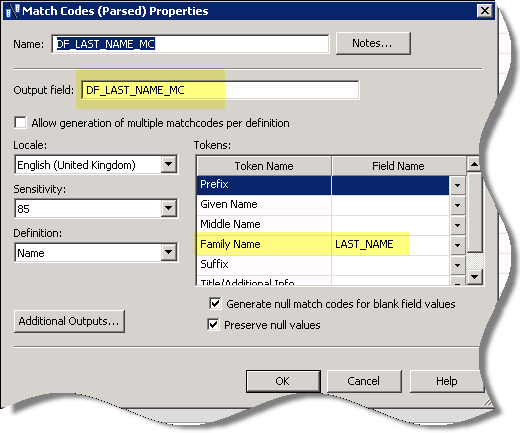 Match Codes (Parsed) Properties
Name: DF_LAST_NAME_MC Notes...
Output field: DF_LAST_NAME_MC
Allow generation of multiple matchcodes per definition
Locale: Tokens:
English (United Kingdom) Token Name Field Name
Prefix
Sensitivity: Given Name
85 Middle Name
Definition: Family Name LAST_NAME
Name Suffix
Title/Additional Info
Generate null match codes for blank field values
Additional Outputs... Preserve null values
OK Cancel Help